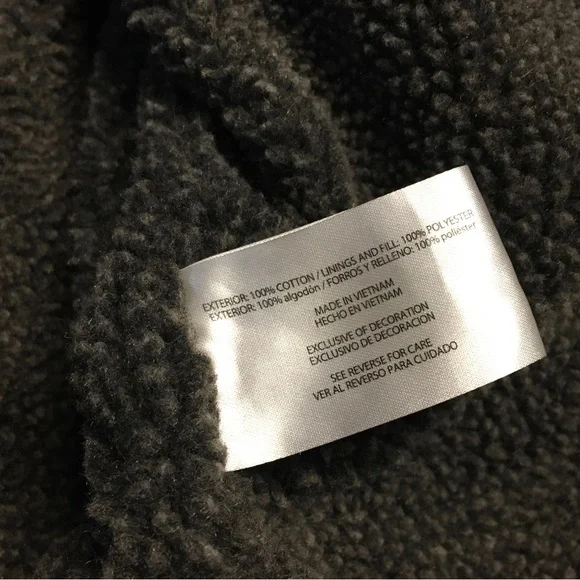 EXTERIOR: 100% COTTON / LININGS AND FILL: 100% POLYESTER
EXTERIOR: 100% algodón / FORROS Y RELLENO: 100% poliéster
MADE IN VIETNAM
HECHO EN VIETNAM
EXCLUSIVE OF DECORATION
EXCLUSIVO DE DECORACION
SEE REVERSE FOR CARE
VER AL REVERSO PARA CUIDADO